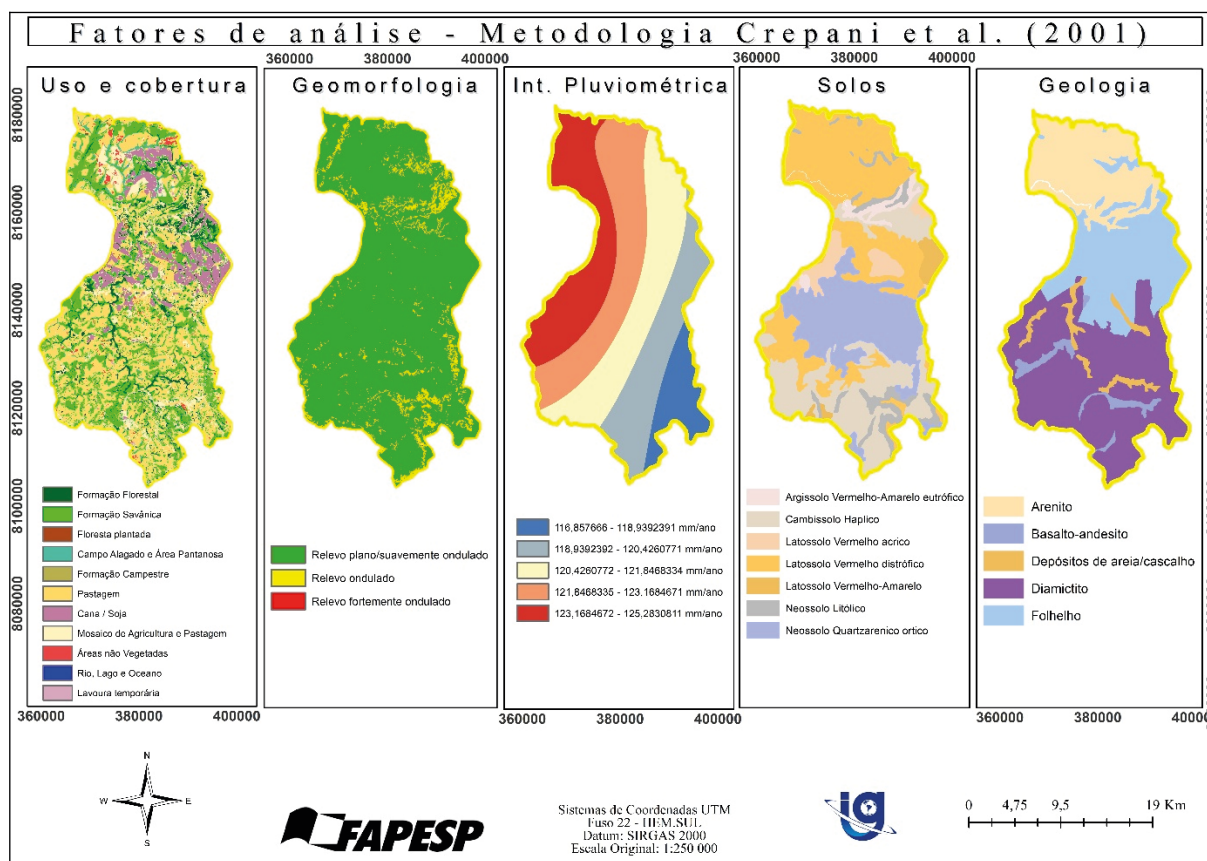 Fatores de análise - Metodologia Crepani et al. (2001)
360000 380000 400000
360000 380000 400000
Uso e cobertura
Geomorfologia
Int. Pluviométrica
Solos
Geologia
8180000
8160000
8140000
8120000
8100000
8080000
Formação Florestal
Formação Savânica
Floresta plantada
Campo Alagado e Área Pantanosa
Formação Campestre
Pastagem
Cana / Soja
Mosaico de Agricultura e Pastagem
Áreas não Vegetadas
Rio, Lago e Oceano
Lavoura temporária
Relevo plano/suavemente ondulado
Relevo ondulado
Relevo fortemente ondulado
116,857666 - 118,9392391 mm/ano
118,9392392 - 120,4260771 mm/ano
120,4260772 - 121,8468334 mm/ano
121,8468335 - 123,1684671 mm/ano
123,1684672 - 125,2830811 mm/ano
Argissolo Vermelho-Amarelo eutrófico
Cambissolo Haplico
Latossolo Vermelho acrico
Latossolo Vermelho distrófico
Latossolo Vermelho-Amarelo
Neossolo Litólico
Neossolo Quartzarenico ortico
Arenito
Basalto-andesito
Depósitos de areia/cascalho
Diamictito
Folhelho
360000 380000 400000
360000 380000 400000
360000 380000 40000
N
W E
S
FAPESP
Sistemas de Coordenadas UTM
Fuso 22 - HEM.SUL
Datum: SIRGAS 2000
Escala Original: 1:250 000
ig
0 4,75 9,5 19 Km